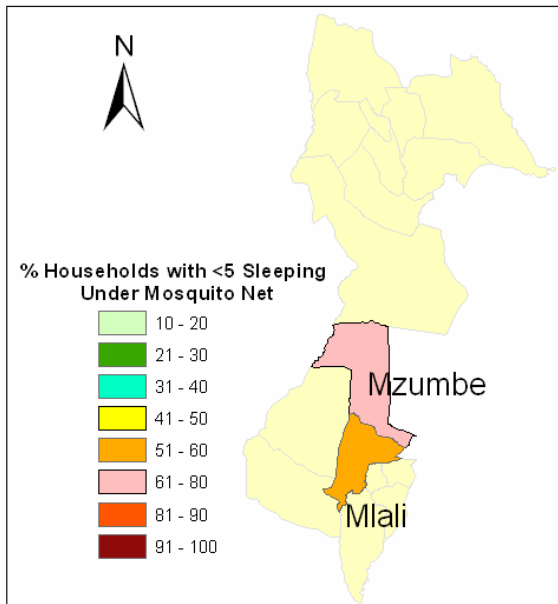 N
% Households with <5 Sleeping
Under Mosquito Net
10 - 20
21 - 30
31 - 40
41 - 50
51 - 60
61 - 80
81 - 90
91 - 100
Mzumbe
Mlali